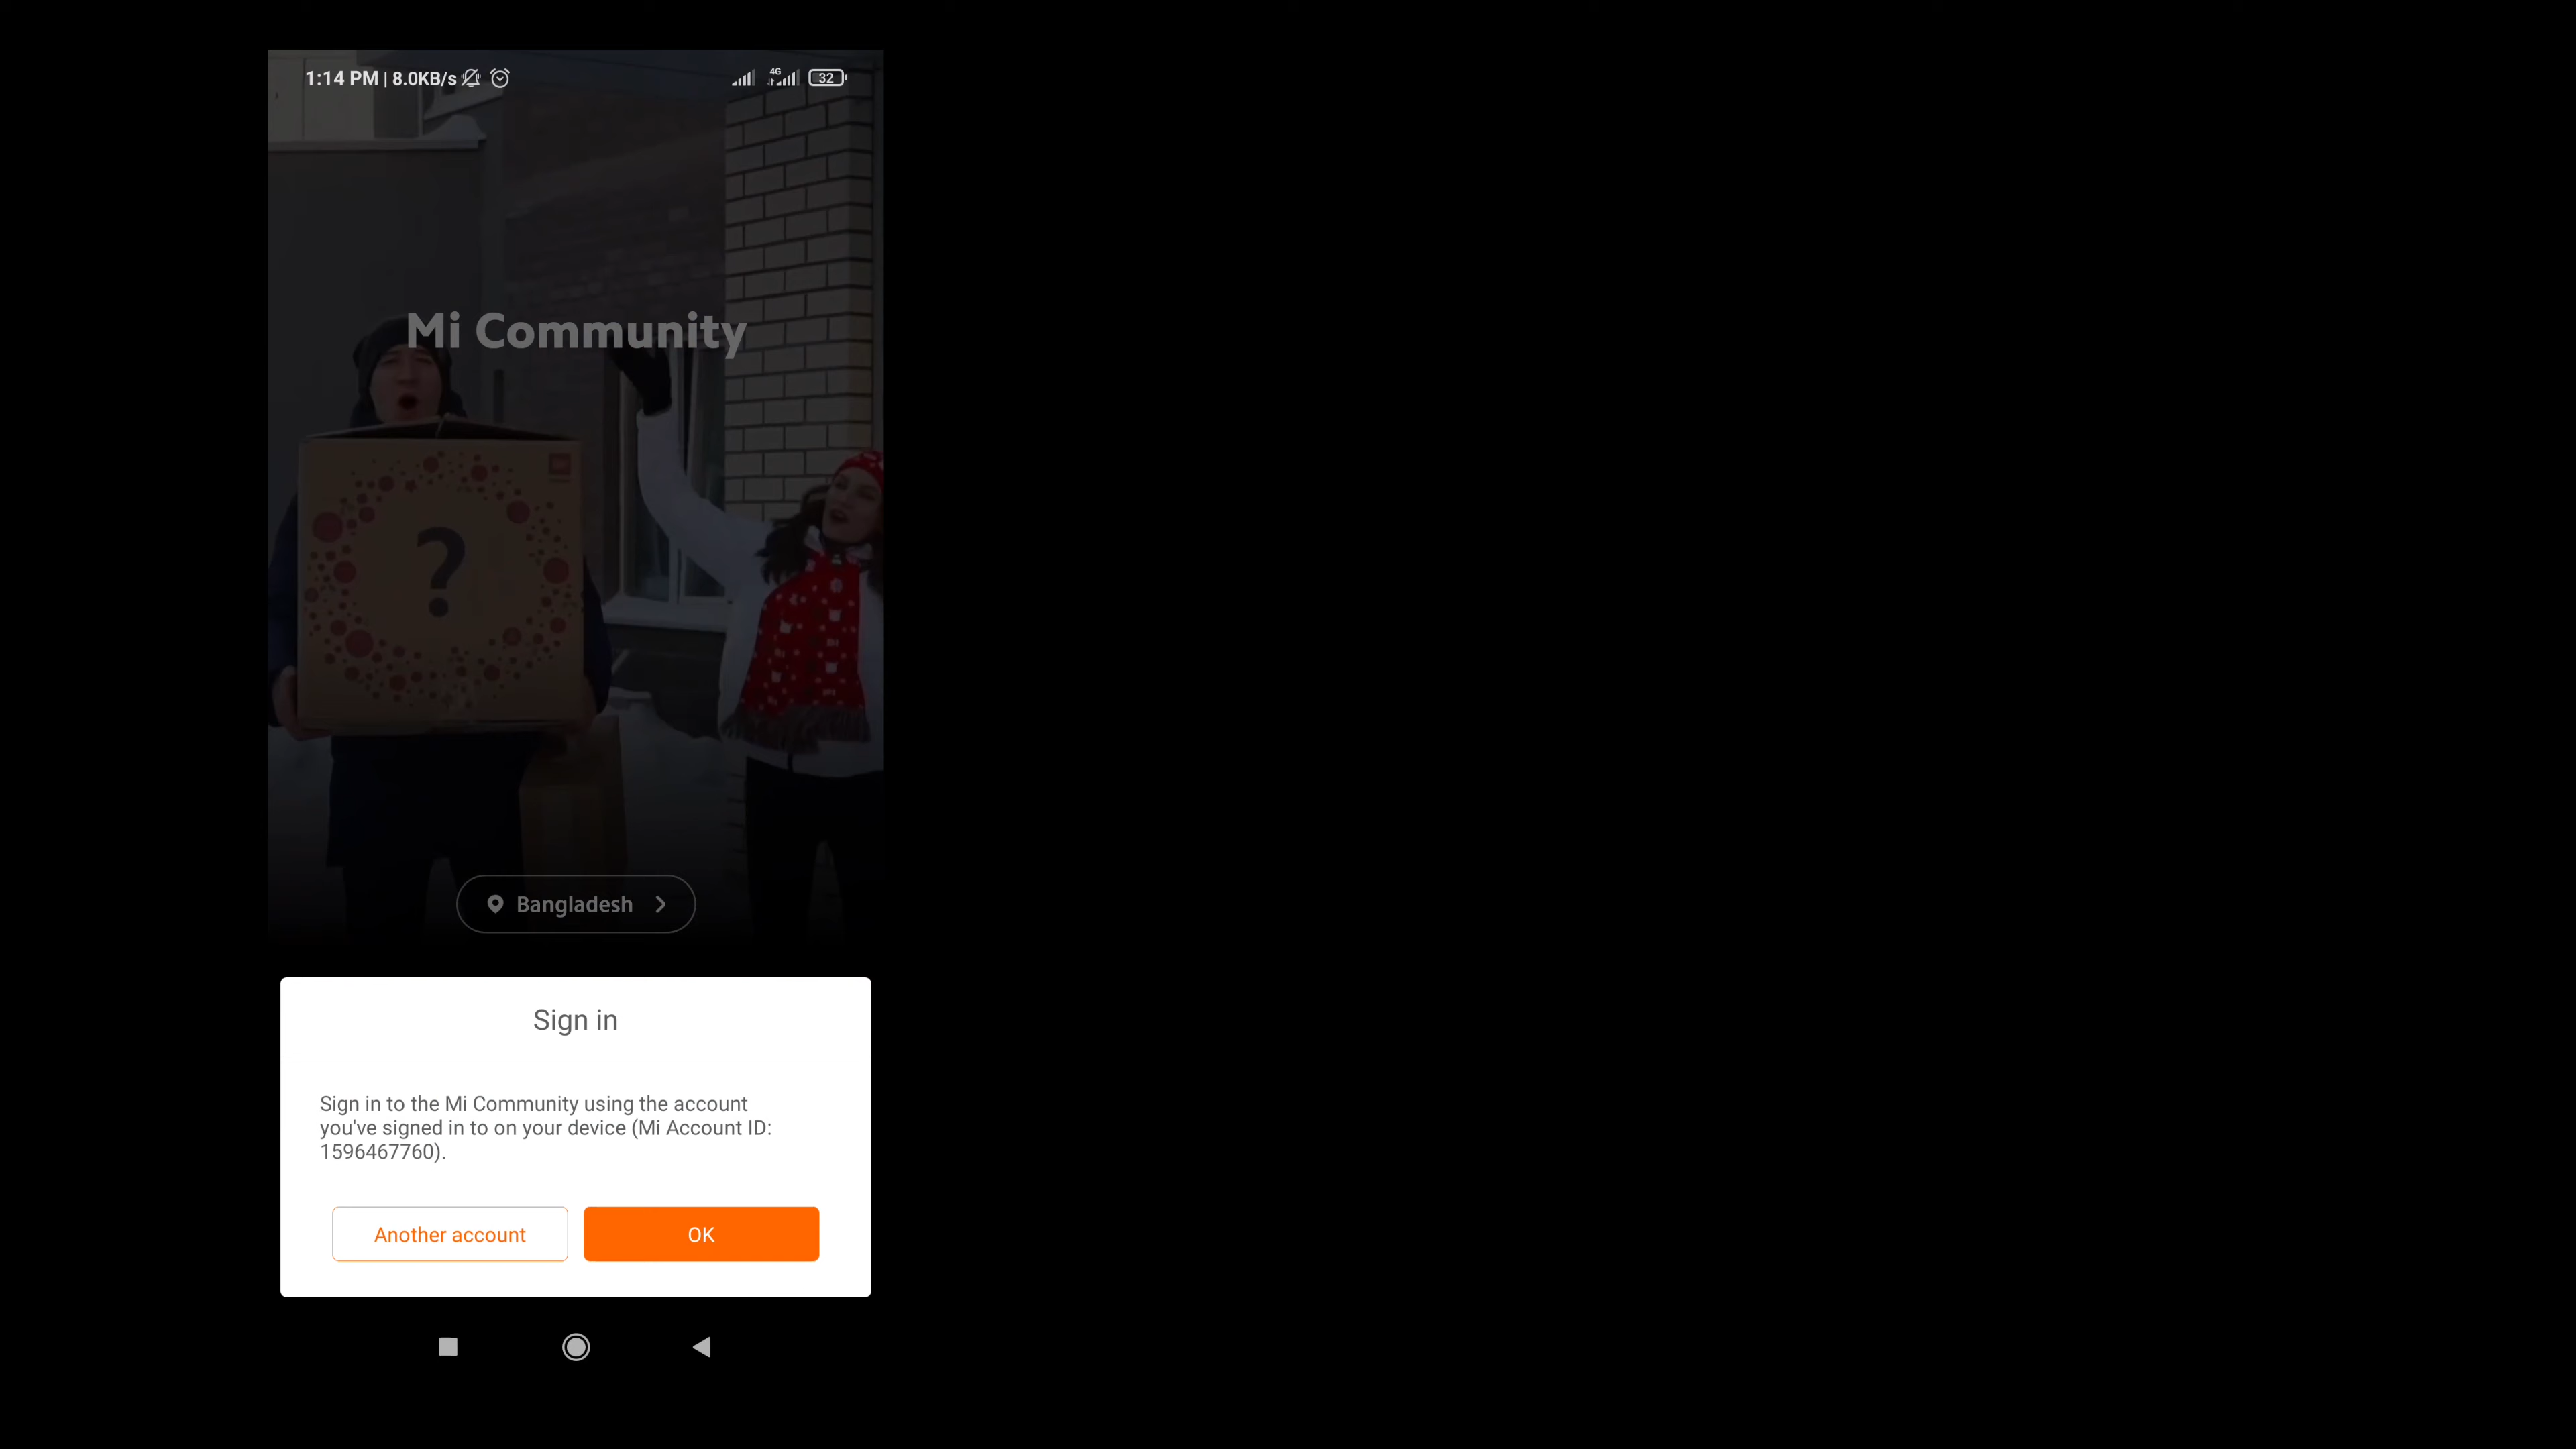 1:14 PM | 8.0KB/s 4G 32
Mi Community
?
Bangladesh
Sign in
Sign in to the Mi Community using the account
you've signed in to on your device (Mi Account ID:
1596467760).
Another account OK